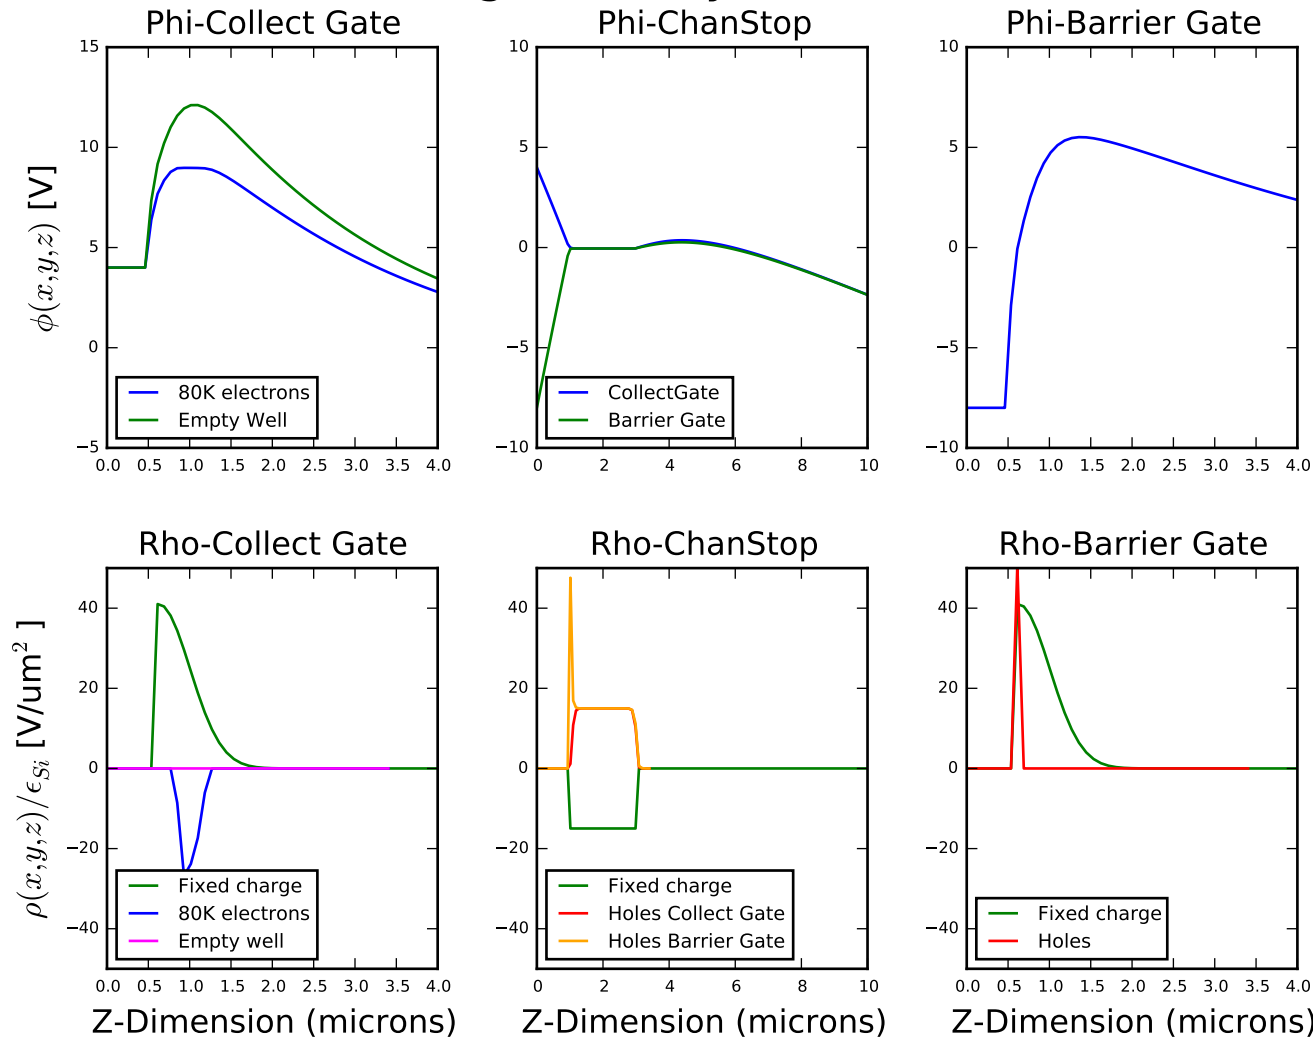 Phi-Collect Gate
15
10
5
0
−5
0.0 0.5 1.0 1.5 2.0 2.5 3.0 3.5 4.0
ϕ(x,y,z) [V]
80K electrons
Empty Well
Phi-ChanStop
10
5
0
−5
−10
0 2 4 6 8 10
CollectGate
Barrier Gate
Phi-Barrier Gate
10
5
0
−5
−10
0.0 0.5 1.0 1.5 2.0 2.5 3.0 3.5 4.0
Rho-Collect Gate
40
20
0
−20
−40
0.0 0.5 1.0 1.5 2.0 2.5 3.0 3.5 4.0
ρ(x,y,z)/ϵ_Si [V/um² ]
Z-Dimension (microns)
Fixed charge
80K electrons
Empty well
Rho-ChanStop
40
20
0
−20
−40
0 2 4 6 8 10
Z-Dimension (microns)
Fixed charge
Holes Collect Gate
Holes Barrier Gate
Rho-Barrier Gate
40
20
0
−20
−40
0.0 0.5 1.0 1.5 2.0 2.5 3.0 3.5 4.0
Z-Dimension (microns)
Fixed charge
Holes